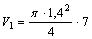 V₁ = (π · 1,4²)/4 · 7